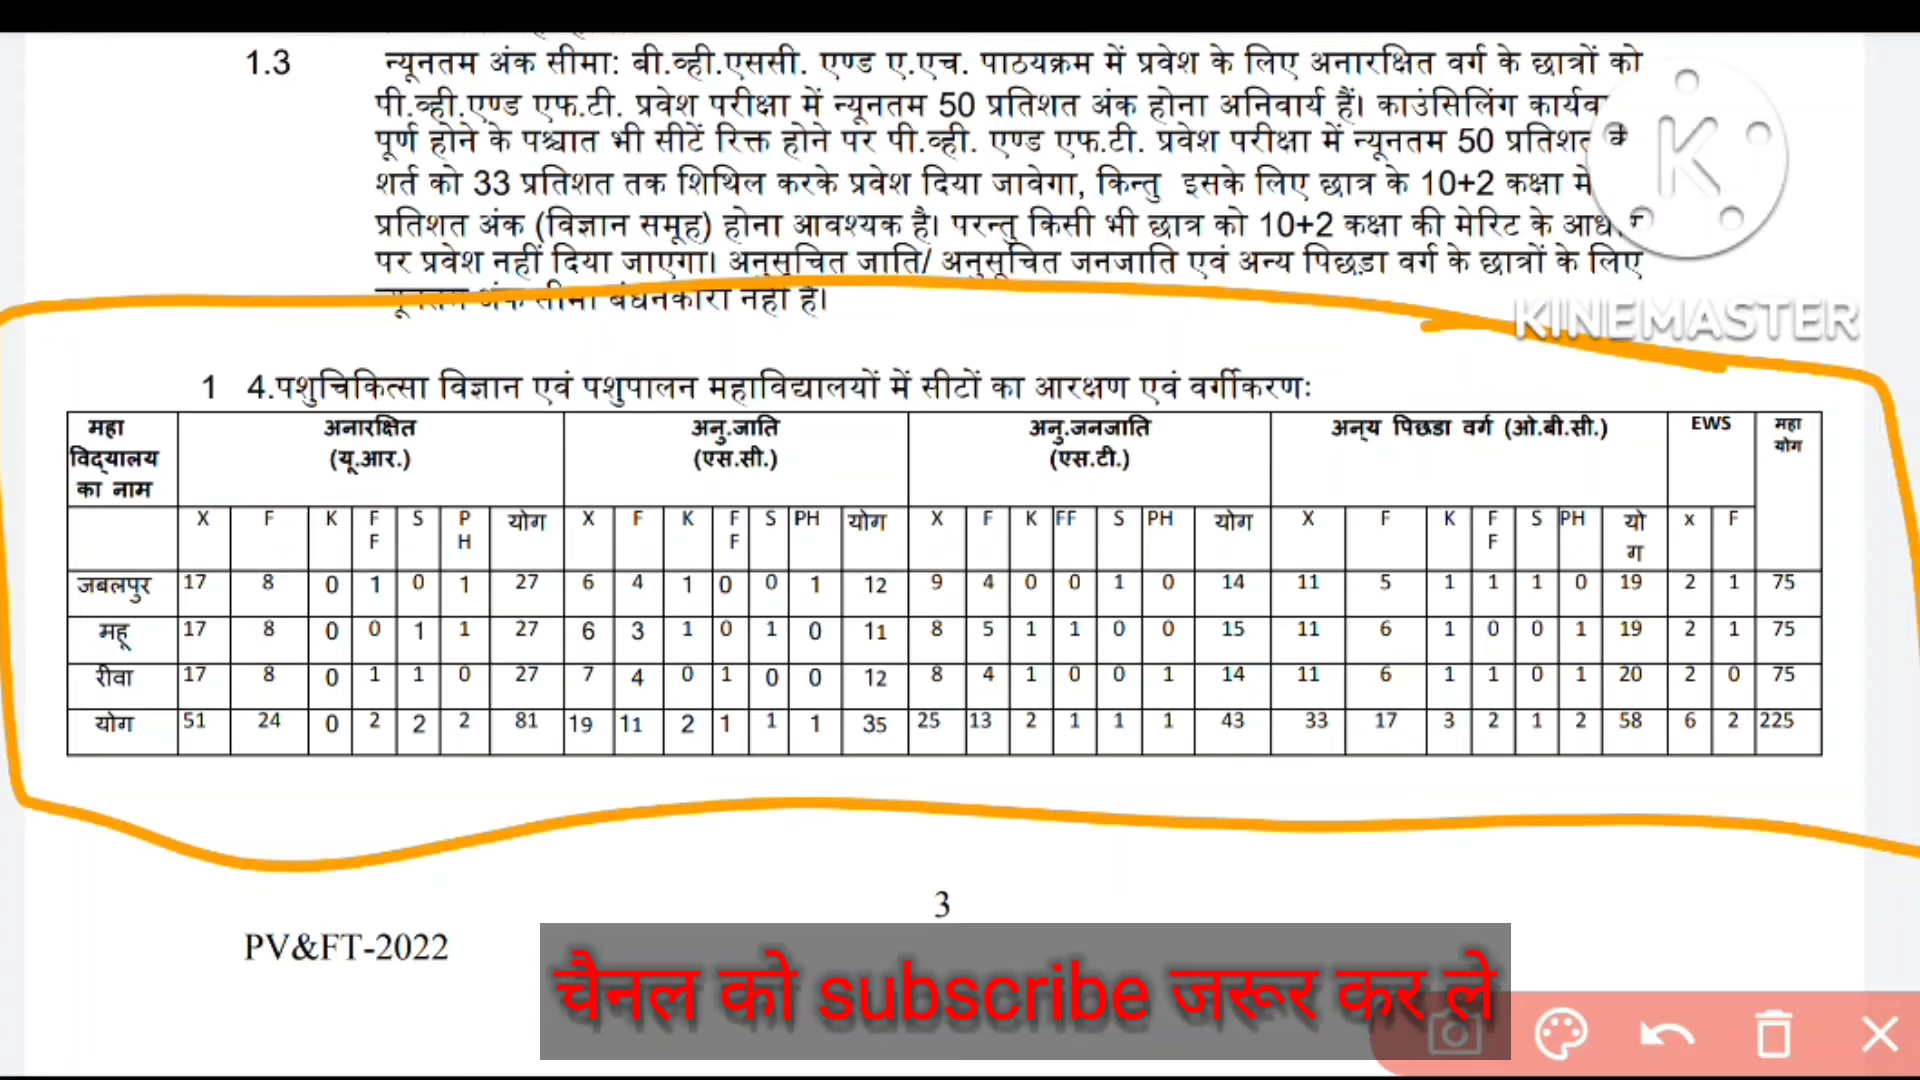 1.3 न्यूनतम अंक सीमा: बी.व्ही.एससी. एण्ड ए.एच. पाठयक्रम में प्रवेश के लिए अनारक्षित वर्ग के छात्रों को
पी.व्ही.एण्ड एफ.टी. प्रवेश परीक्षा में न्यूनतम 50 प्रतिशत अंक होना अनिवार्य हैं। काउंसिलिंग
पूर्ण होने के पश्चात भी सीटें रिक्त होने पर पी.व्ही. एण्ड एफ.टी. प्रवेश परीक्षा में न्यूनतम 50 प्रतिशत
शर्त को 33 प्रतिशत तक शिथिल करके प्रवेश दिया जावेगा, किन्तु इसके लिए छात्र के 10+2 कक्षा में
प्रतिशत अंक (विज्ञान समूह) होना आवश्यक है। परन्तु किसी भी छात्र को 10+2 कक्षा की मेरिट के
पर प्रवेश नहीं दिया जाएगा। अनुसुचित जाति/ अनुसूचित जनजाति एवं अन्य पिछड़ा वर्ग के छात्रों के लिए
न्यूनतम अंक सीमा बंधनकारी नहीं है।
KINEMASTER
1 4.पशुचिकित्सा विज्ञान एवं पशुपालन महाविद्यालयों में सीटों का आरक्षण एवं वर्गीकरण:
महा विद्यालय का नाम अनारक्षित (यू.आर.) अनु.जाति (एस.सी.) अनु.जनजाति (एस.टी.) अन्य पिछडा वर्ग (ओ.बी.सी.) EWS महा योग
X F K FF S PH योग X F K FF S PH योग X F K FF S PH योग X F K FF S PH योग x F
जबलपुर 17 8 0 1 0 1 27 6 4 1 0 0 1 12 9 4 0 0 1 0 14 11 5 1 1 1 0 19 2 1 75
महू 17 8 0 0 1 1 27 6 3 1 0 1 0 11 8 5 1 1 0 0 15 11 6 1 0 0 1 19 2 1 75
रीवा 17 8 0 1 1 0 27 7 4 0 1 0 0 12 8 4 1 0 0 1 14 11 6 1 1 0 1 20 2 0 75
योग 51 24 0 2 2 2 81 19 11 2 1 1 1 35 25 13 2 1 1 1 43 33 17 3 2 1 2 58 6 2 225
3
PV&FT-2022
चैनल को subscribe जरूर कर ले